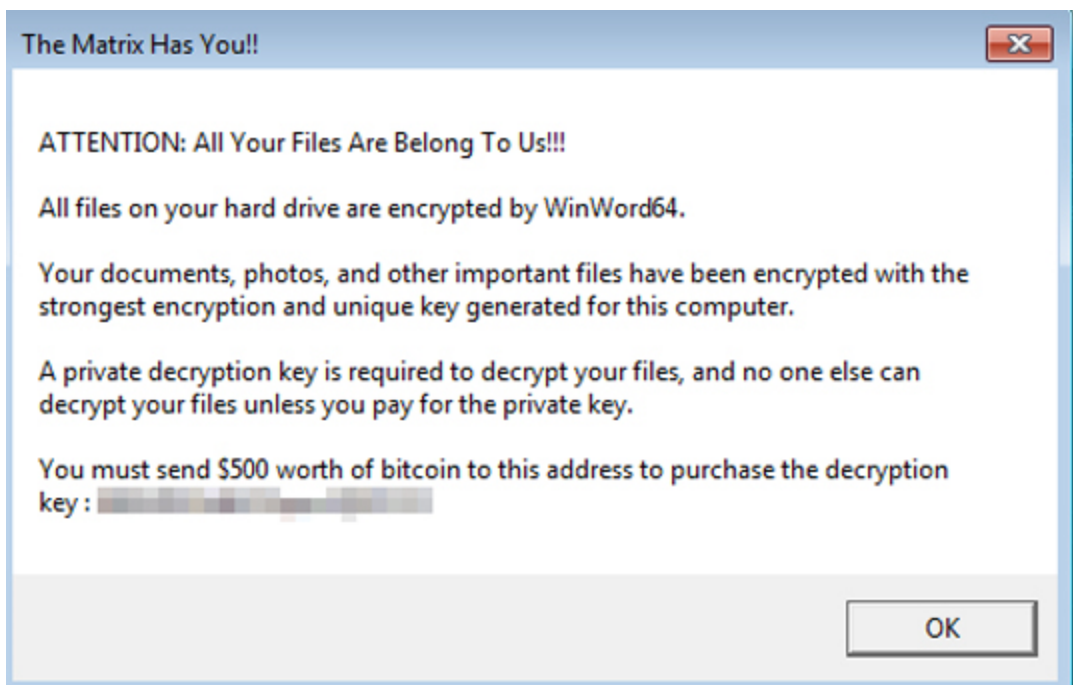 The Matrix Has You!!
ATTENTION: All Your Files Are Belong To Us!!!
All files on your hard drive are encrypted by WinWord64.
Your documents, photos, and other important files have been encrypted with the
strongest encryption and unique key generated for this computer.
A private decryption key is required to decrypt your files, and no one else can
decrypt your files unless you pay for the private key.
You must send $500 worth of bitcoin to this address to purchase the decryption
key :
OK